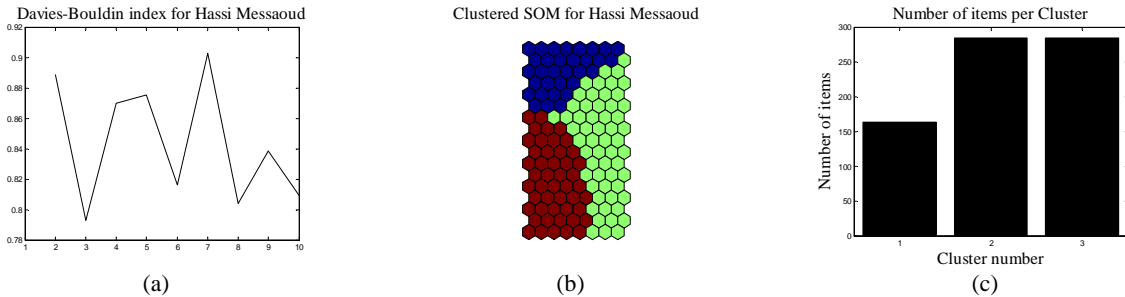 Davies-Bouldin index for Hassi Messaoud
0.92
0.9
0.88
0.86
0.84
0.82
0.8
0.78
1 2 3 4 5 6 7 8 9 10
(a)
Clustered SOM for Hassi Messaoud
(b)
Number of items per Cluster
Number of items
300
250
200
150
100
50
0
1 2 3
Cluster number
(c)